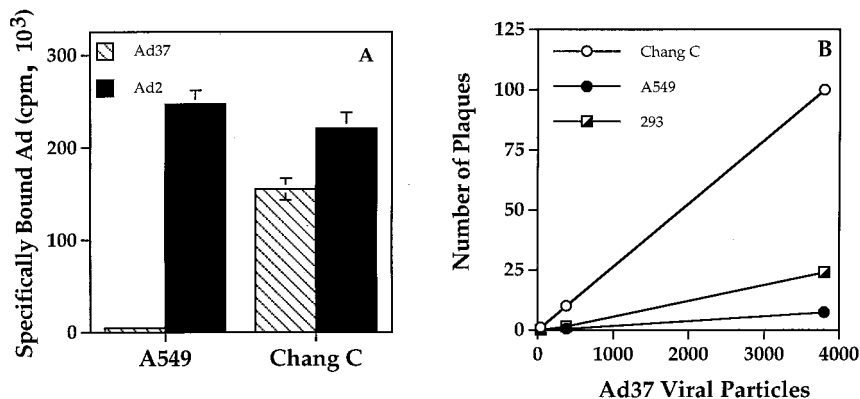 A
Ad37
Ad2
Specifically Bound Ad (cpm, 10³)
300
200
100
0
A549
Chang C
B
Chang C
A549
293
Number of Plaques
125
100
75
50
25
0
0
1000
2000
3000
4000
Ad37 Viral Particles